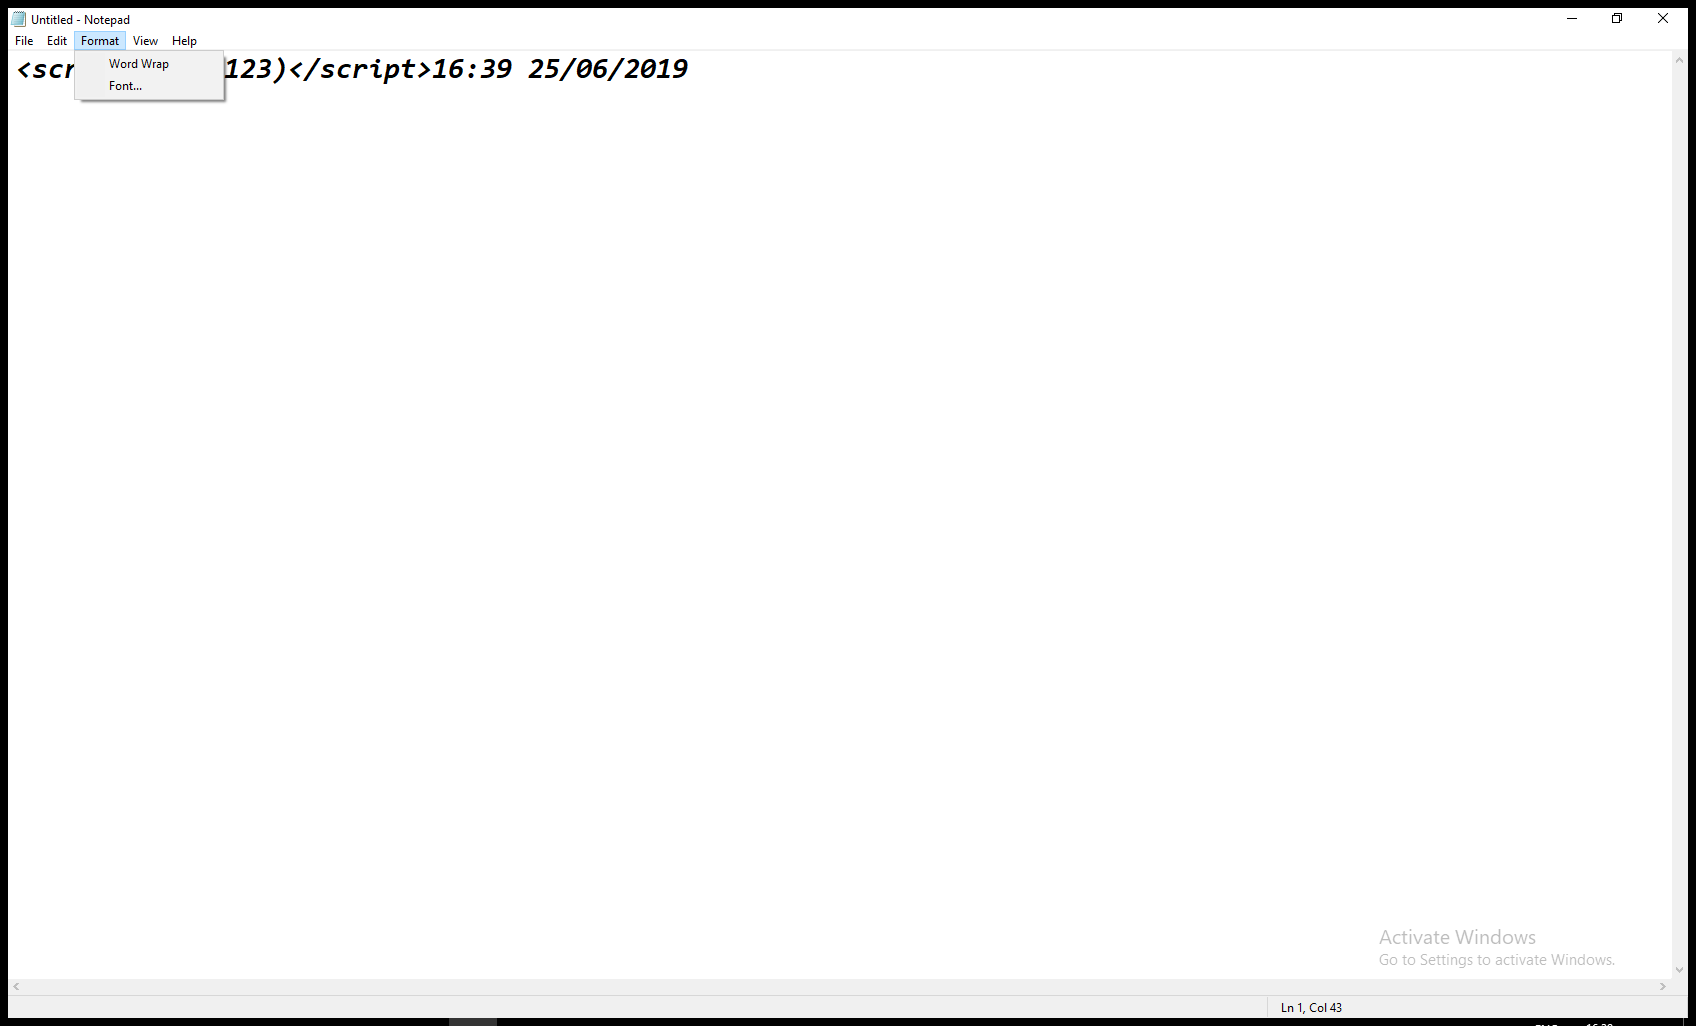 Untitled - Notepad
File Edit Format View Help
Word Wrap
Font...
<scr 123)</script>16:39 25/06/2019
Activate Windows
Go to Settings to activate Windows.
Ln 1, Col 43